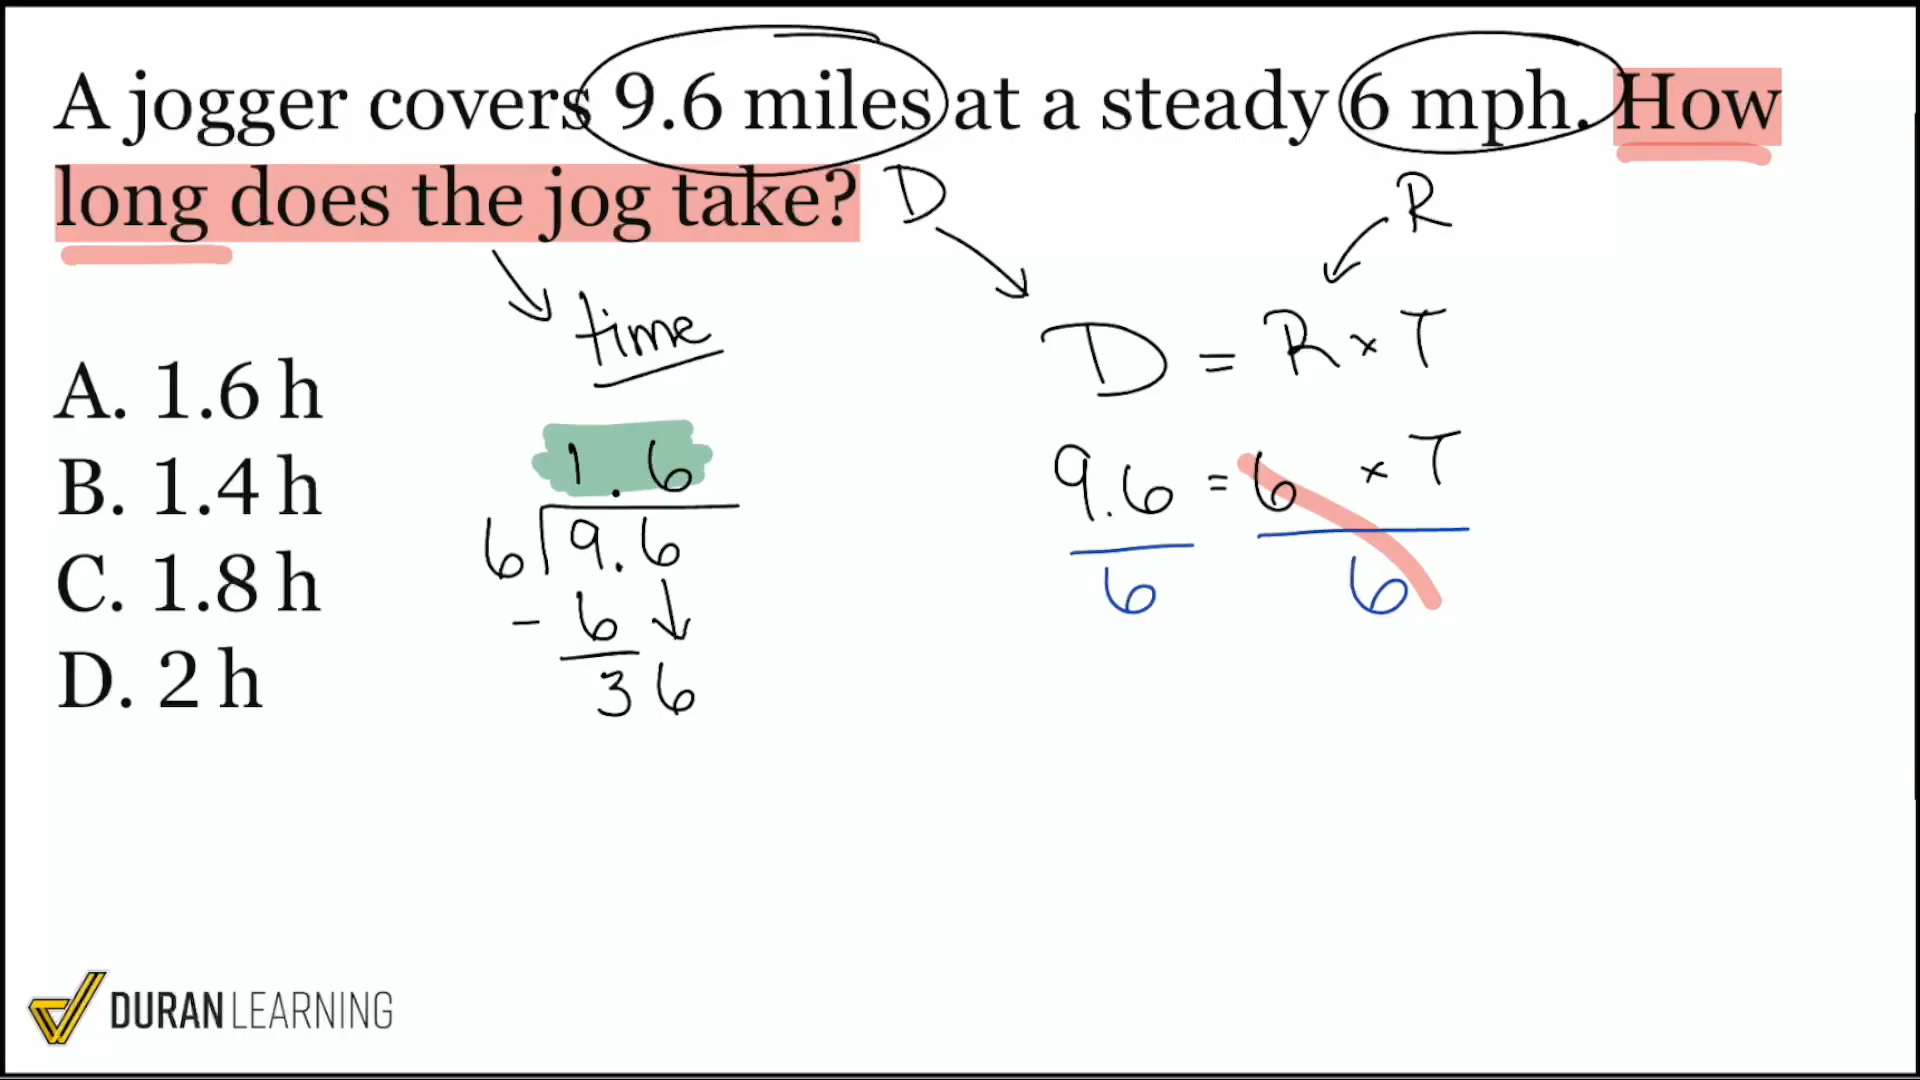 A jogger covers 9.6 miles at a steady 6 mph. How
long does the jog take?
D
R
time
D = R × T
A. 1.6 h
B. 1.4 h
C. 1.8 h
D. 2 h
1.6
6 9.6
- 6
36
9.6 = 6 × T
6 6
DURAN LEARNING